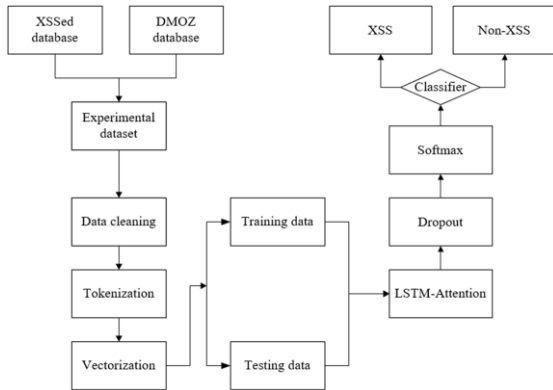 XSSed
database
DMOZ
database
Experimental
dataset
Data cleaning
Tokenization
Vectorization
Training data
Testing data
LSTM-Attention
Dropout
Softmax
Classifier
XSS
Non-XSS